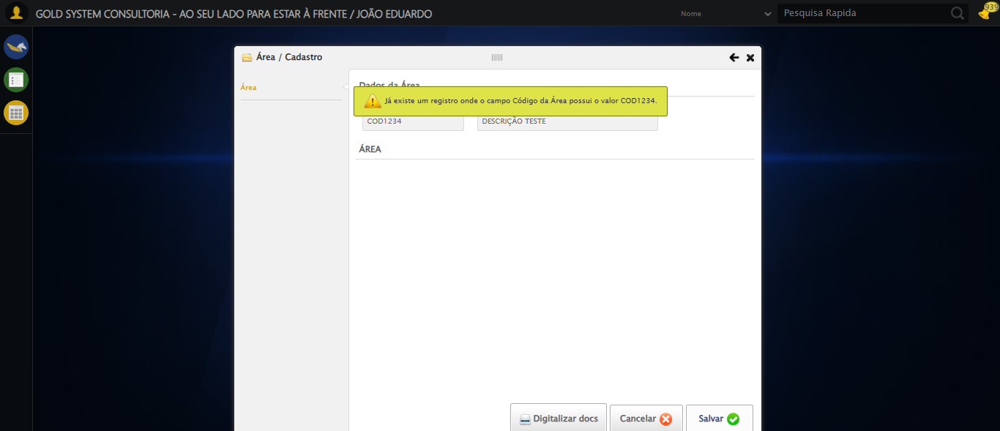 GOLD SYSTEM CONSULTORIA - AO SEU LADO PARA ESTAR À FRENTE / JOÃO EDUARDO
Nome
Pesquisa Rapida
939
Área / Cadastro
Área
Dados da Área
Já existe um registro onde o campo Código da Área possui o valor COD1234.
COD1234
DESCRIÇÃO TESTE
ÁREA
Digitalizar docs
Cancelar
Salvar